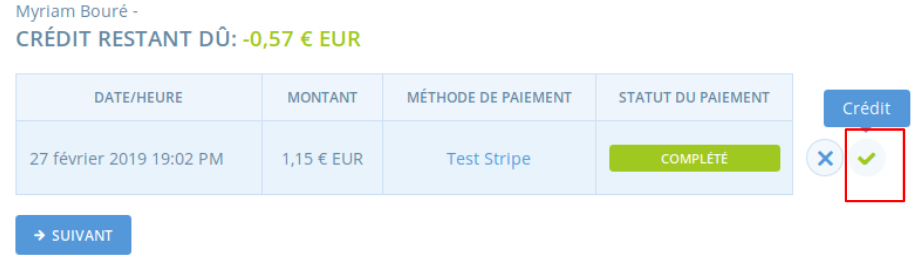 Myriam Bouré -
CRÉDIT RESTANT DÛ: -0,57 € EUR
DATE/HEURE MONTANT MÉTHODE DE PAIEMENT STATUT DU PAIEMENT
Crédit
27 février 2019 19:02 PM 1,15 € EUR Test Stripe COMPLÉTÉ
SUIVANT